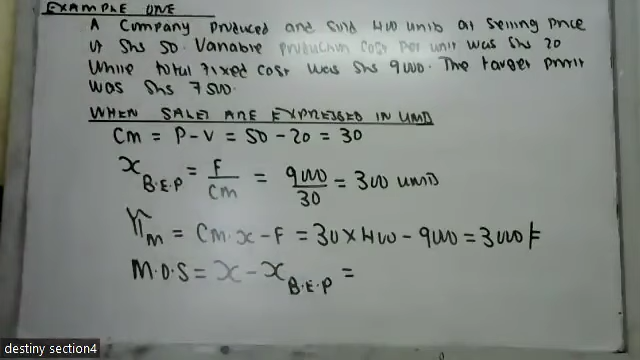 EXAMPLE ONE
A Company produced and sold 400 units at selling price
of Shs 50. Variable production cost per unit was shs 20
While total fixed cost was shs 9000. The target profit
was shs 7500.
WHEN SALES ARE EXPRESSED IN UNITS
CM = P - V = 50 - 20 = 30
x B.E.P = F/CM = 9000/30 = 300 units
πm = CM·x - F = 30 x 400 - 9000 = 3000/=
M.O.S = x - x B.E.P =
destiny section4